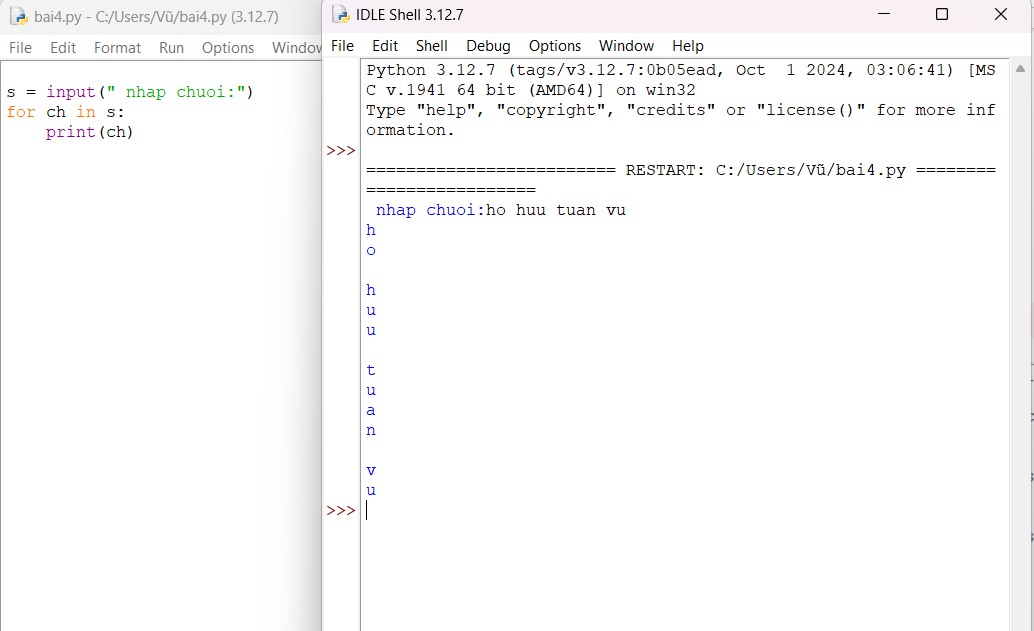 bai4.py - C:/Users/Vũ/bai4.py (3.12.7)
File Edit Format Run Options Window
s = input(" nhap chuoi:")
for ch in s:
    print(ch)
IDLE Shell 3.12.7
File Edit Shell Debug Options Window Help
Python 3.12.7 (tags/v3.12.7:0b05ead, Oct  1 2024, 03:06:41) [MS
C v.1941 64 bit (AMD64)] on win32
Type "help", "copyright", "credits" or "license()" for more inf
ormation.
>>>
========================= RESTART: C:/Users/Vũ/bai4.py ========
=================
 nhap chuoi:ho huu tuan vu
h
o

h
u
u

t
u
a
n

v
u
>>>